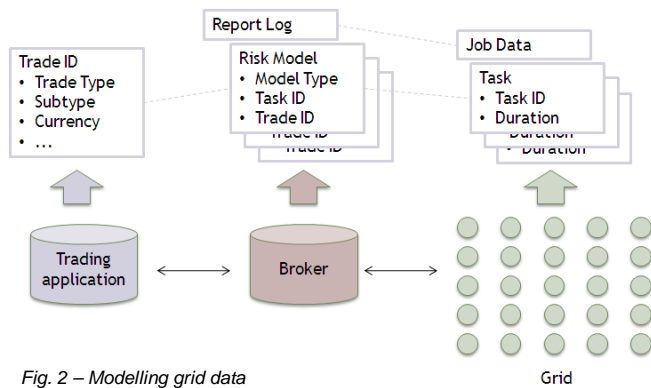 Report Log
Job Data
Trade ID
• Trade Type
• Subtype
• Currency
• ...
Risk Model
• Model Type
• Task ID
• Trade ID
Trade ID
Trade ID
Task
• Task ID
• Duration
Duration
• Duration
Trading
application
Broker
Grid
Fig. 2 – Modelling grid data